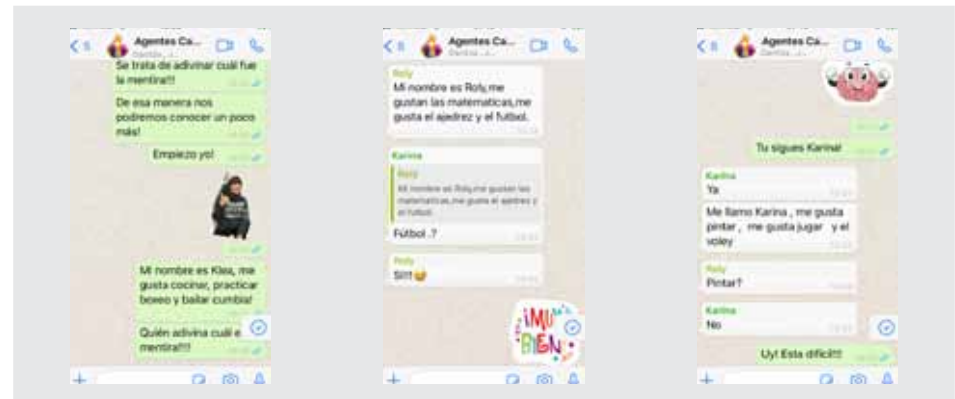 Agentes Ca...
Se trata de adivinar cuál fue
la mentira!!!
De esa manera nos
podremos conocer un poco
más!
Empiezo yo!
Mi nombre es Klea, me
gusta cocinar, practicar
boxeo y bailar cumbia!
Quién adivina cuál e
mentira!!!!
Agentes Ca...
Roly
Mi nombre es Roly,me
gustan las matematicas,me
gusta el ajedrez y el futbol.
Karina
Roly
Mi nombre es Roly,me gustan las
matematicas,me gusta el ajedrez y
el futbol.
Fútbol .?
Roly
Siii
¡MU
BIEN
Agentes Ca...
Tu sigues Karina!
Karina
Ya
Me llamo Karina , me gusta
pintar , me gusta jugar y el
voley
Roly
Pintar?
Karina
No
Uy! Esta difícil!!!